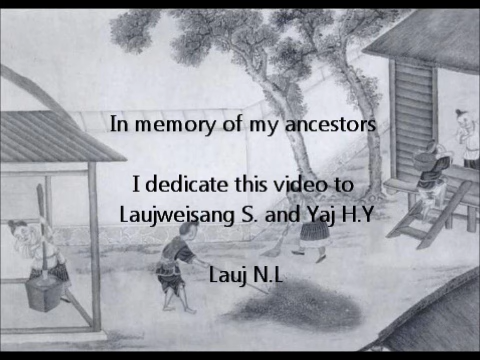 In memory of my ancestors
I dedicate this video to
Laujweisang S. and Yaj H.Y
Lauj N.L